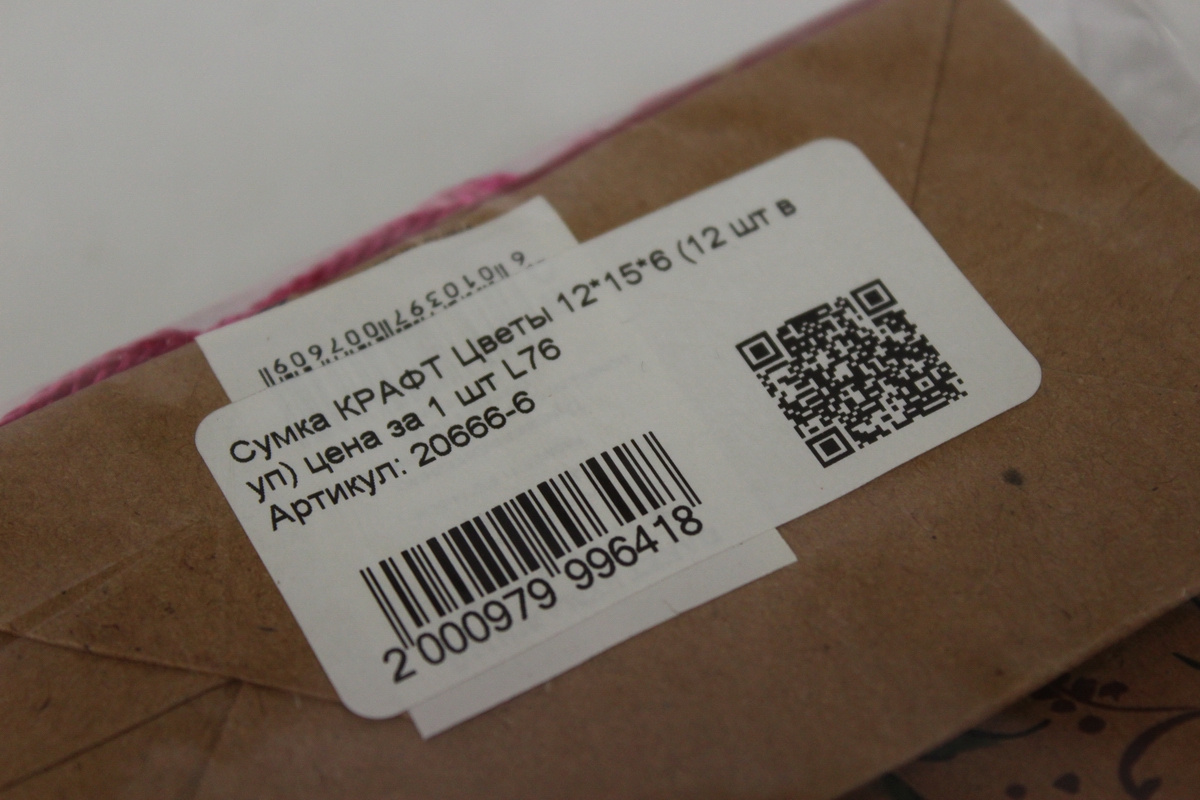 Сумка КРАФТ Цветы 12*15*6 (12 шт в
уп) цена за 1 шт L76
Артикул: 20666-6
2 000979 996418